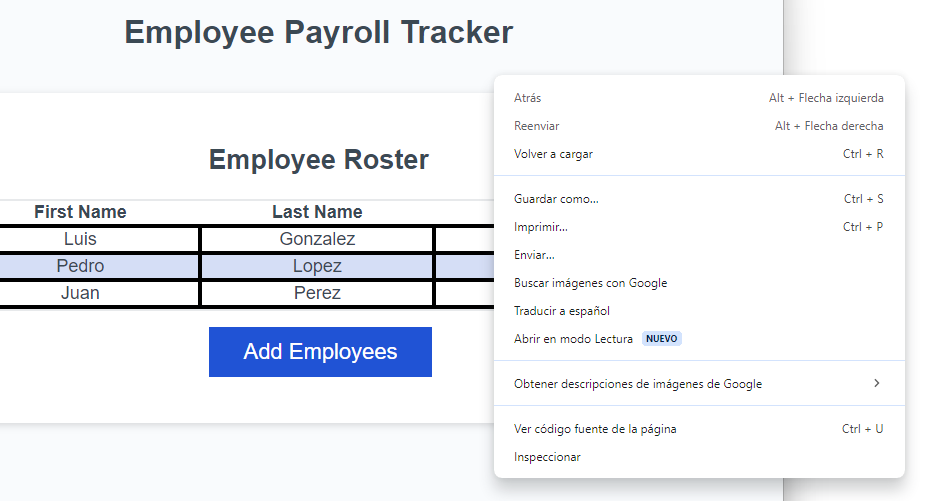 Employee Payroll Tracker
Employee Roster
First Name Last Name
Luis Gonzalez
Pedro Lopez
Juan Perez
Add Employees
Atrás Alt + Flecha izquierda
Reenviar Alt + Flecha derecha
Volver a cargar Ctrl + R
Guardar como... Ctrl + S
Imprimir... Ctrl + P
Enviar...
Buscar imágenes con Google
Traducir a español
Abrir en modo Lectura NUEVO
Obtener descripciones de imágenes de Google
Ver código fuente de la página Ctrl + U
Inspeccionar